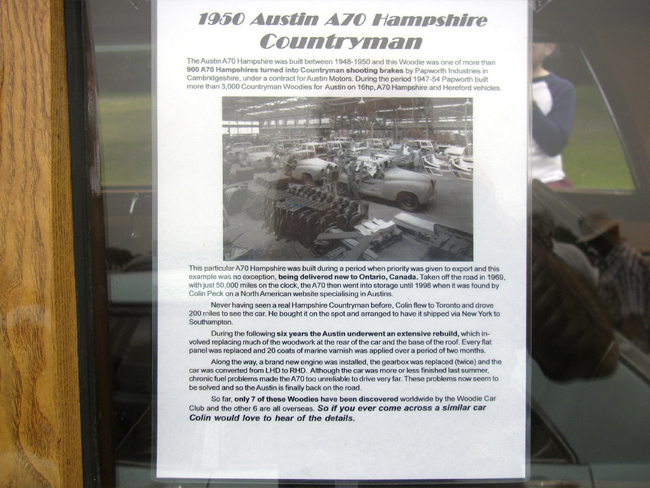 1950 Austin A70 Hampshire
Countryman
The Austin A70 Hampshire was built between 1948-1950 and this Woodie was one of more than
900 A70 Hampshires turned into Countryman shooting brakes by Papworth Industries in
Cambridgeshire, under a contract for Austin Motors. During the period 1947-54 Papworth built
more than 3,000 Countryman Woodies for Austin on 16hp, A70 Hampshire and Hereford vehicles.
This particular A70 Hampshire was built during a period when priority was given to export and this
example was no exception, being delivered new to Ontario, Canada. Taken off the road in 1969,
with just 50,000 miles on the clock, the A70 then went into storage until 1998 when it was found by
Colin Peck on a North American website specialising in Austins.
Never having seen a real Hampshire Countryman before, Colin flew to Toronto and drove
200 miles to see the car. He bought it on the spot and arranged to have it shipped via New York to
Southampton.
During the following six years the Austin underwent an extensive rebuild, which in-
volved replacing much of the woodwork at the rear of the car and the base of the roof. Every flat
panel was replaced and 20 coats of marine varnish was applied over a period of two months.
Along the way, a brand new engine was installed, the gearbox was replaced (twice) and the
car was converted from LHD to RHD. Although the car was more or less finished last summer,
chronic fuel problems made the A70 too unreliable to drive very far. These problems now seem to
be solved and so the Austin is finally back on the road.
So far, only 7 of these Woodies have been discovered worldwide by the Woodie Car
Club and the other 6 are all overseas. So if you ever come across a similar car
Colin would love to hear of the details.